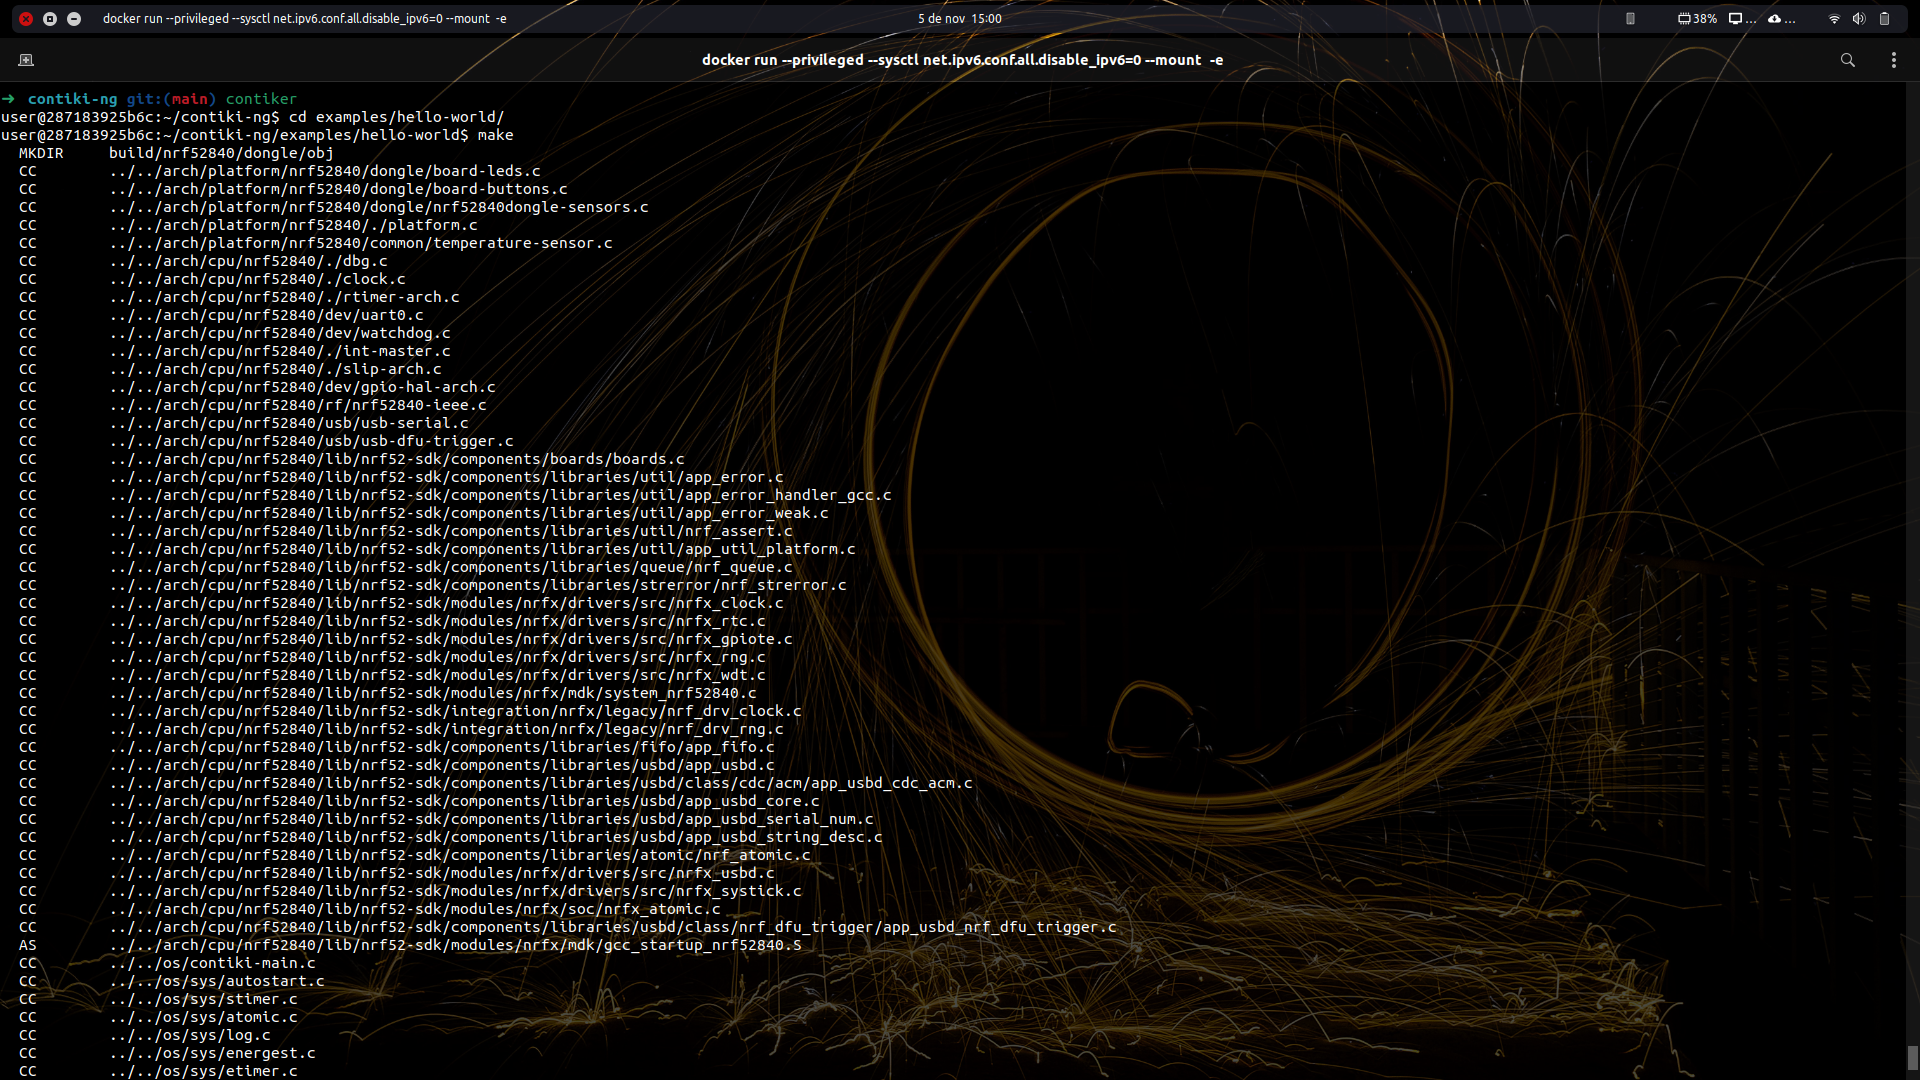 docker run --privileged --sysctl net.ipv6.conf.all.disable_ipv6=0 --mount -e
5 de nov 15:00
38%
...
...
docker run --privileged --sysctl net.ipv6.conf.all.disable_ipv6=0 --mount -e
➜ contiki-ng git:(main) contiker
user@287183925b6c:~/contiki-ng$ cd examples/hello-world/
user@287183925b6c:~/contiki-ng/examples/hello-world$ make
MKDIR build/nrf52840/dongle/obj
CC ../../arch/platform/nrf52840/dongle/board-leds.c
CC ../../arch/platform/nrf52840/dongle/board-buttons.c
CC ../../arch/platform/nrf52840/dongle/nrf52840dongle-sensors.c
CC ../../arch/platform/nrf52840/./platform.c
CC ../../arch/platform/nrf52840/common/temperature-sensor.c
CC ../../arch/cpu/nrf52840/./dbg.c
CC ../../arch/cpu/nrf52840/./clock.c
CC ../../arch/cpu/nrf52840/./rtimer-arch.c
CC ../../arch/cpu/nrf52840/dev/uart0.c
CC ../../arch/cpu/nrf52840/dev/watchdog.c
CC ../../arch/cpu/nrf52840/./int-master.c
CC ../../arch/cpu/nrf52840/./slip-arch.c
CC ../../arch/cpu/nrf52840/dev/gpio-hal-arch.c
CC ../../arch/cpu/nrf52840/rf/nrf52840-ieee.c
CC ../../arch/cpu/nrf52840/usb/usb-serial.c
CC ../../arch/cpu/nrf52840/usb/usb-dfu-trigger.c
CC ../../arch/cpu/nrf52840/lib/nrf52-sdk/components/boards/boards.c
CC ../../arch/cpu/nrf52840/lib/nrf52-sdk/components/libraries/util/app_error.c
CC ../../arch/cpu/nrf52840/lib/nrf52-sdk/components/libraries/util/app_error_handler_gcc.c
CC ../../arch/cpu/nrf52840/lib/nrf52-sdk/components/libraries/util/app_error_weak.c
CC ../../arch/cpu/nrf52840/lib/nrf52-sdk/components/libraries/util/nrf_assert.c
CC ../../arch/cpu/nrf52840/lib/nrf52-sdk/components/libraries/util/app_util_platform.c
CC ../../arch/cpu/nrf52840/lib/nrf52-sdk/components/libraries/queue/nrf_queue.c
CC ../../arch/cpu/nrf52840/lib/nrf52-sdk/components/libraries/strerror/nrf_strerror.c
CC ../../arch/cpu/nrf52840/lib/nrf52-sdk/modules/nrfx/drivers/src/nrfx_clock.c
CC ../../arch/cpu/nrf52840/lib/nrf52-sdk/modules/nrfx/drivers/src/nrfx_rtc.c
CC ../../arch/cpu/nrf52840/lib/nrf52-sdk/modules/nrfx/drivers/src/nrfx_gpiote.c
CC ../../arch/cpu/nrf52840/lib/nrf52-sdk/modules/nrfx/drivers/src/nrfx_rng.c
CC ../../arch/cpu/nrf52840/lib/nrf52-sdk/modules/nrfx/drivers/src/nrfx_wdt.c
CC ../../arch/cpu/nrf52840/lib/nrf52-sdk/modules/nrfx/mdk/system_nrf52840.c
CC ../../arch/cpu/nrf52840/lib/nrf52-sdk/integration/nrfx/legacy/nrf_drv_clock.c
CC ../../arch/cpu/nrf52840/lib/nrf52-sdk/integration/nrfx/legacy/nrf_drv_rng.c
CC ../../arch/cpu/nrf52840/lib/nrf52-sdk/components/libraries/fifo/app_fifo.c
CC ../../arch/cpu/nrf52840/lib/nrf52-sdk/components/libraries/usbd/app_usbd.c
CC ../../arch/cpu/nrf52840/lib/nrf52-sdk/components/libraries/usbd/class/cdc/acm/app_usbd_cdc_acm.c
CC ../../arch/cpu/nrf52840/lib/nrf52-sdk/components/libraries/usbd/app_usbd_core.c
CC ../../arch/cpu/nrf52840/lib/nrf52-sdk/components/libraries/usbd/app_usbd_serial_num.c
CC ../../arch/cpu/nrf52840/lib/nrf52-sdk/components/libraries/usbd/app_usbd_string_desc.c
CC ../../arch/cpu/nrf52840/lib/nrf52-sdk/components/libraries/atomic/nrf_atomic.c
CC ../../arch/cpu/nrf52840/lib/nrf52-sdk/modules/nrfx/drivers/src/nrfx_usbd.c
CC ../../arch/cpu/nrf52840/lib/nrf52-sdk/modules/nrfx/drivers/src/nrfx_systick.c
CC ../../arch/cpu/nrf52840/lib/nrf52-sdk/modules/nrfx/soc/nrfx_atomic.c
CC ../../arch/cpu/nrf52840/lib/nrf52-sdk/components/libraries/usbd/class/nrf_dfu_trigger/app_usbd_nrf_dfu_trigger.c
AS ../../arch/cpu/nrf52840/lib/nrf52-sdk/modules/nrfx/mdk/gcc_startup_nrf52840.S
CC ../../os/contiki-main.c
CC ../../os/sys/autostart.c
CC ../../os/sys/stimer.c
CC ../../os/sys/atomic.c
CC ../../os/sys/log.c
CC ../../os/sys/energest.c
CC ../../os/sys/etimer.c